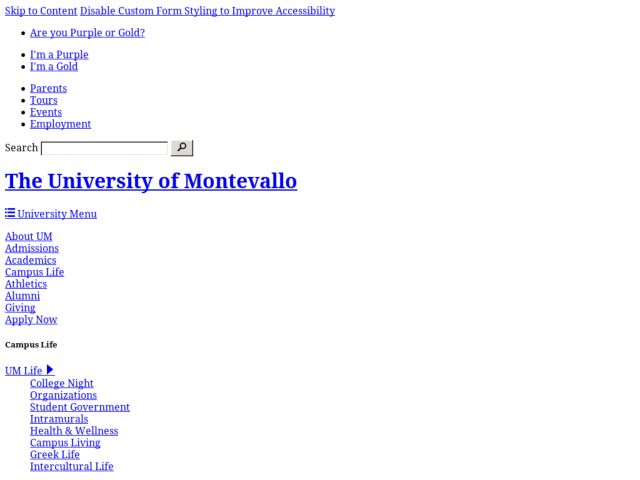 Skip to Content Disable Custom Form Styling to Improve Accessibility
Are you Purple or Gold?
I'm a Purple
I'm a Gold
Parents
Tours
Events
Employment
Search
The University of Montevallo
University Menu
About UM
Admissions
Academics
Campus Life
Athletics
Alumni
Giving
Apply Now
Campus Life
UM Life
College Night
Organizations
Student Government
Intramurals
Health & Wellness
Campus Living
Greek Life
Intercultural Life